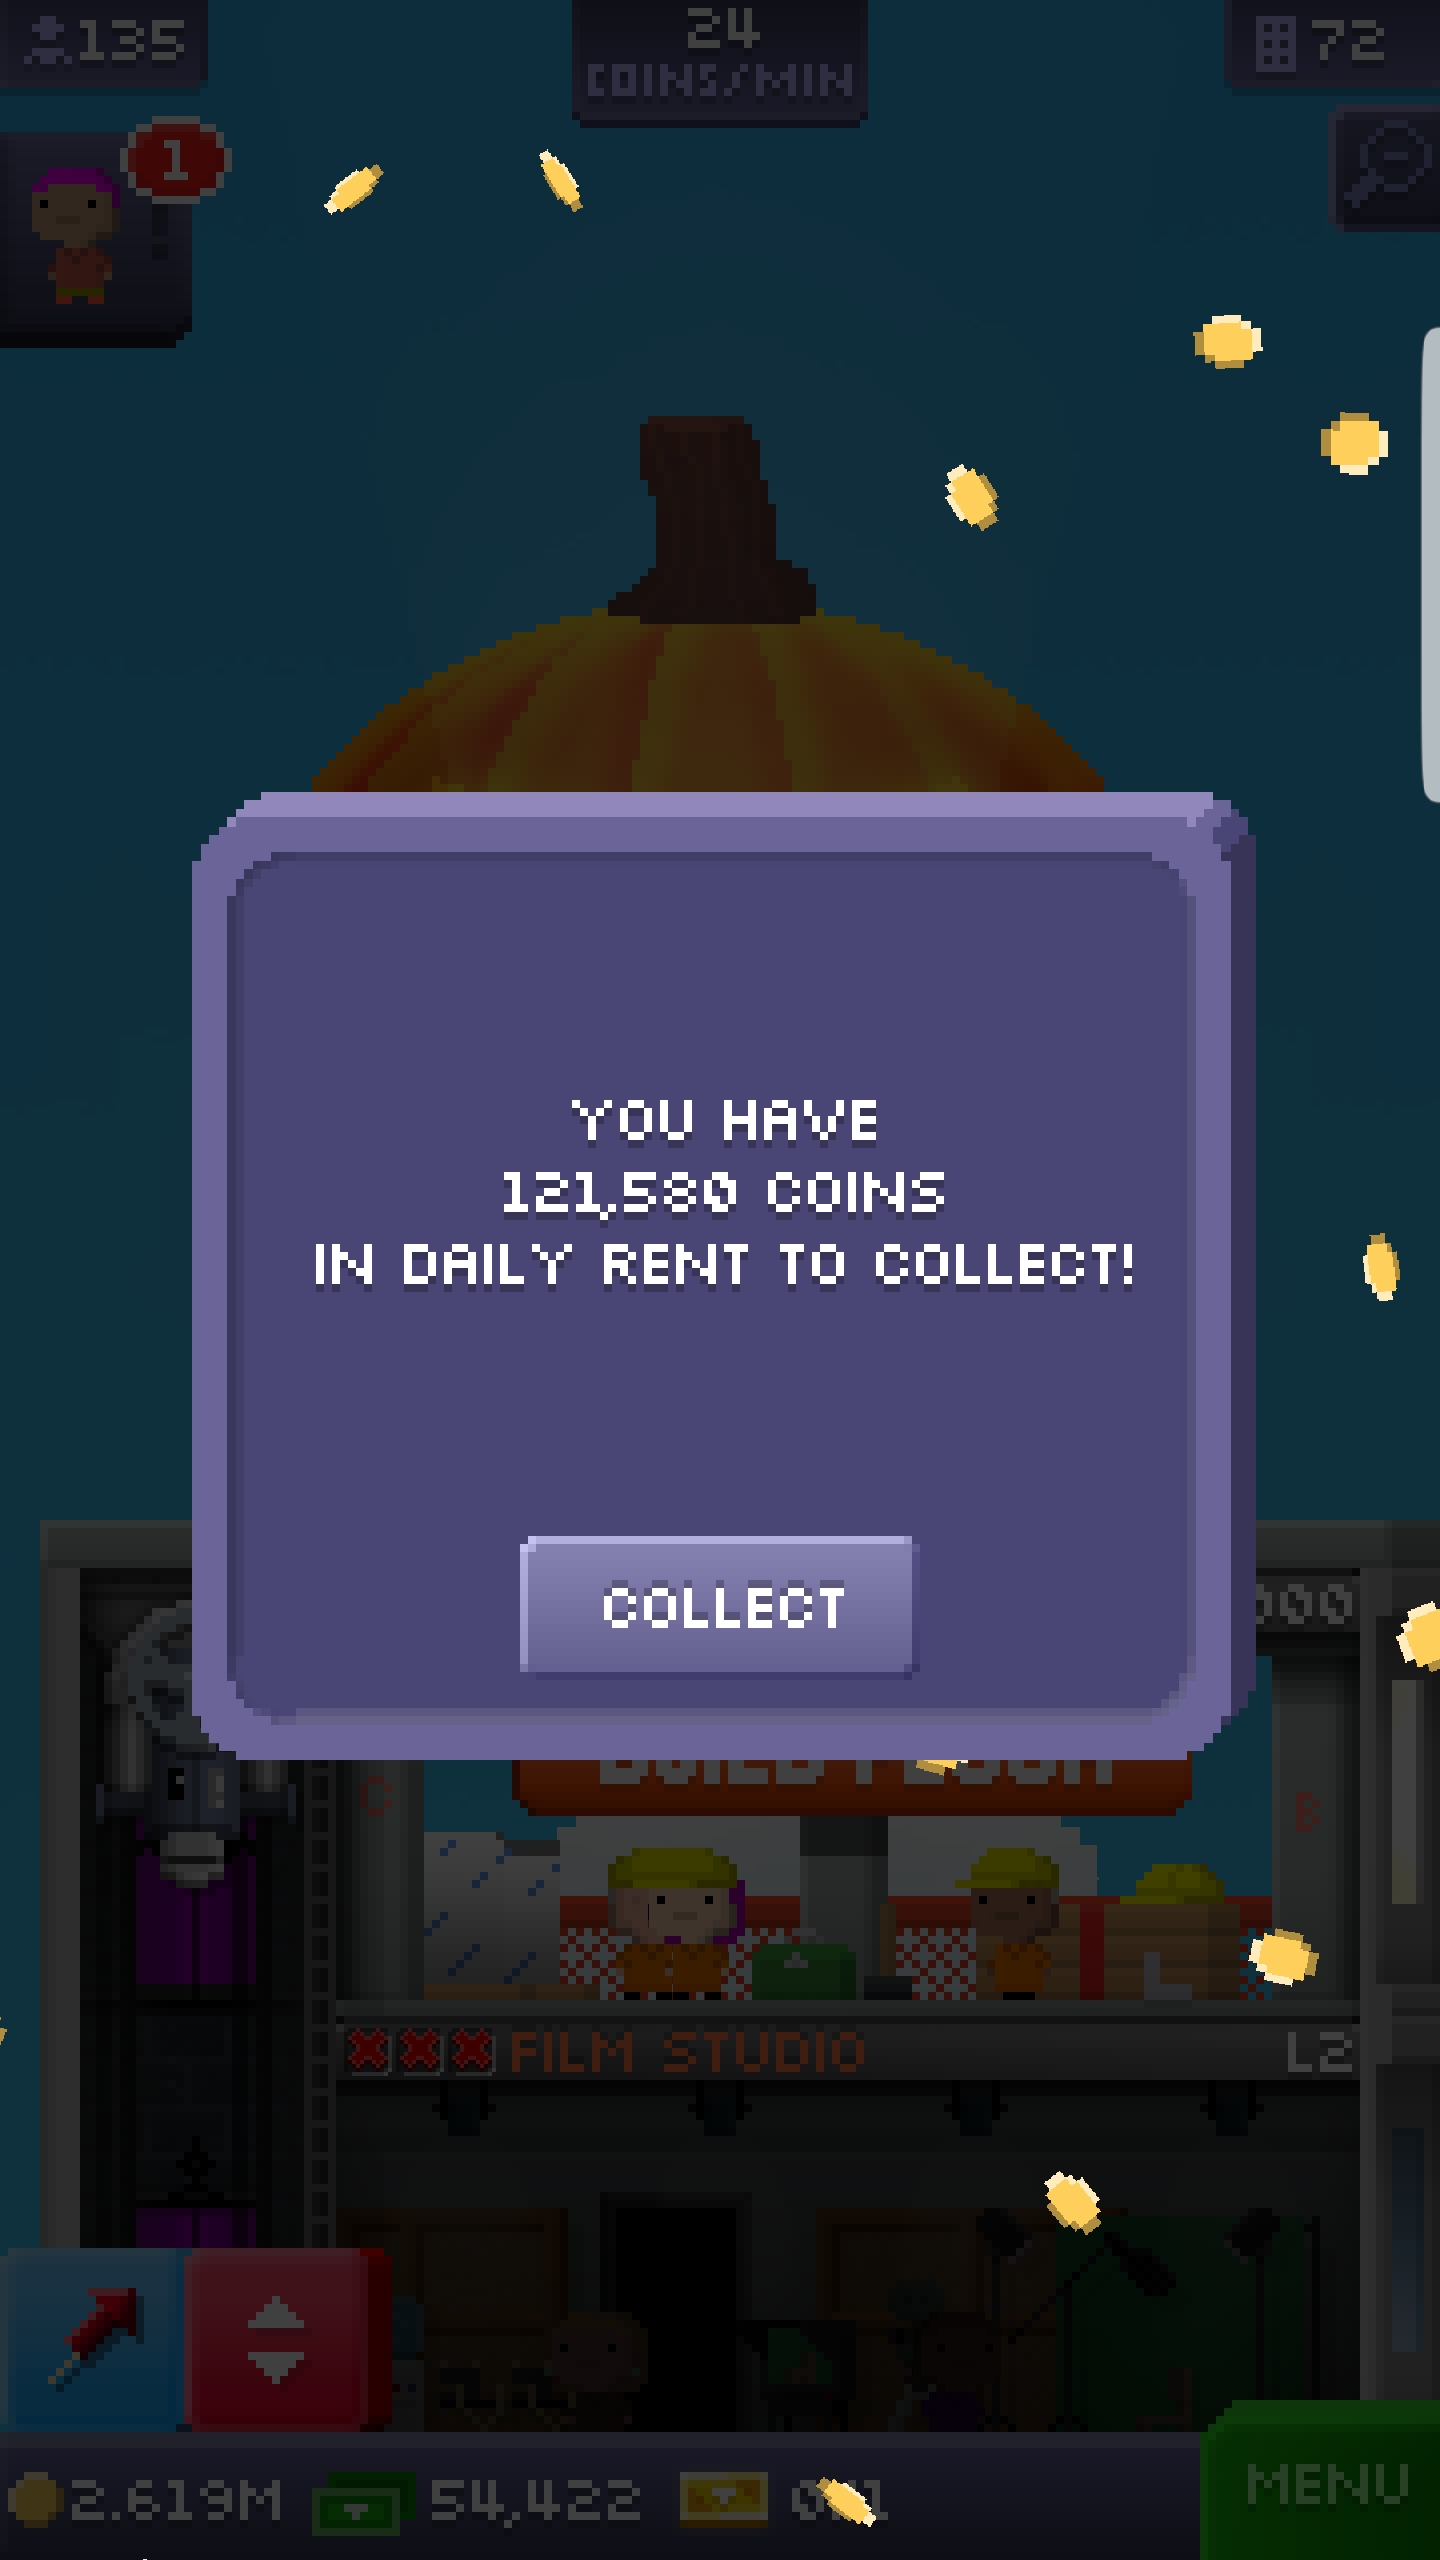 135
24
COINS/MIN
72
1
YOU HAVE
121,580 COINS
IN DAILY RENT TO COLLECT!
COLLECT
000
C
B
FILM STUDIO
L2
2.619M
54,422
MENU